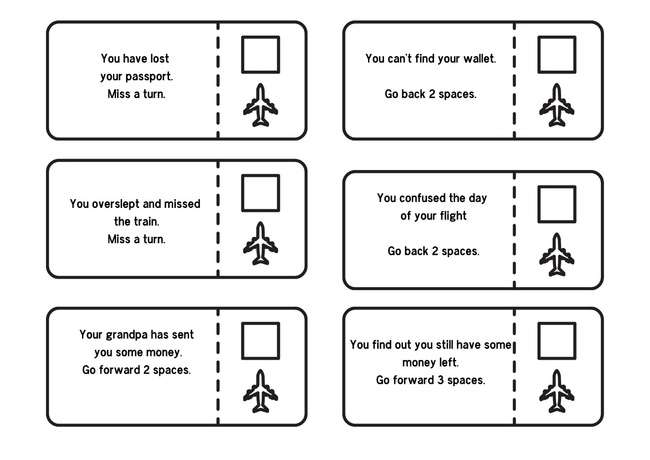 You have lost
your passport.
Miss a turn.
You can't find your wallet.
Go back 2 spaces.
You overslept and missed
the train.
Miss a turn.
You confused the day
of your flight
Go back 2 spaces.
Your grandpa has sent
you some money.
Go forward 2 spaces.
You find out you still have some
money left.
Go forward 3 spaces.